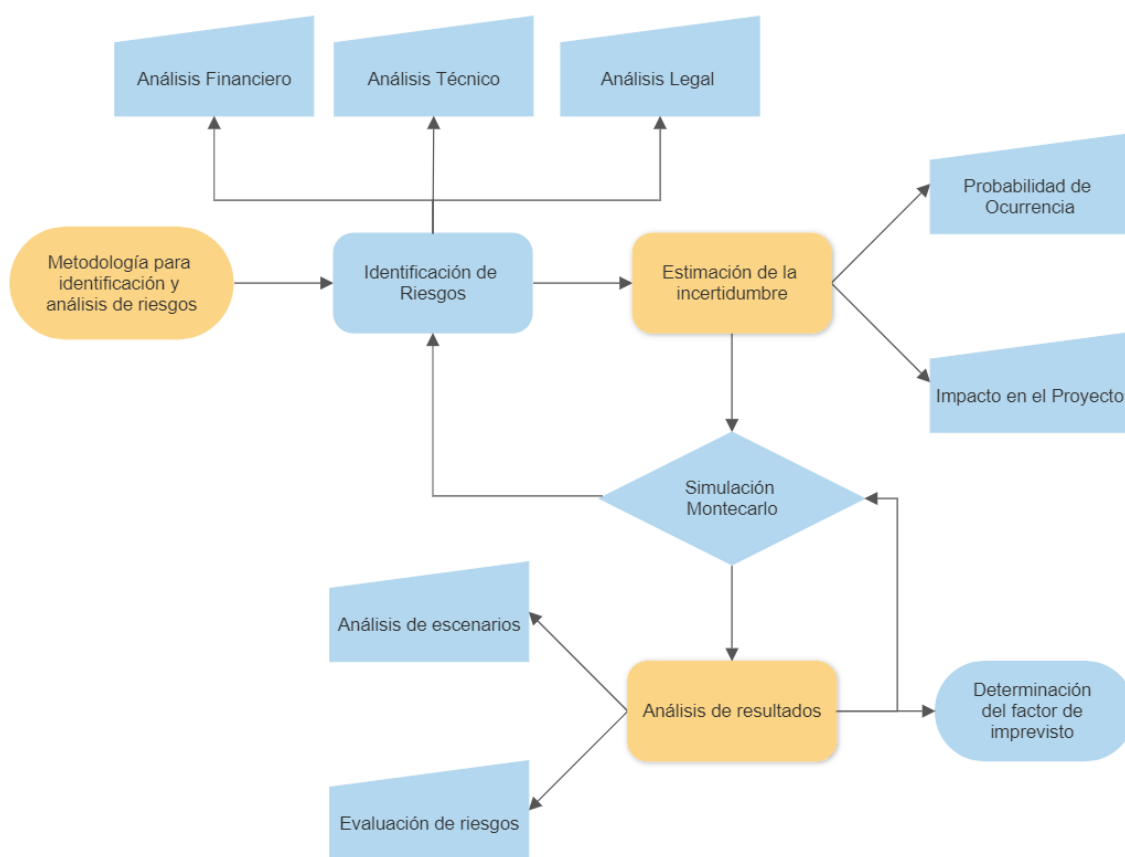 Análisis Financiero
Análisis Técnico
Análisis Legal
Probabilidad de
Ocurrencia
Metodología para
identificación y
análisis de riesgos
Identificación de
Riesgos
Estimación de la
incertidumbre
Impacto en el Proyecto
Simulación
Montecarlo
Análisis de escenarios
Análisis de resultados
Determinación
del factor de
imprevisto
Evaluación de riesgos